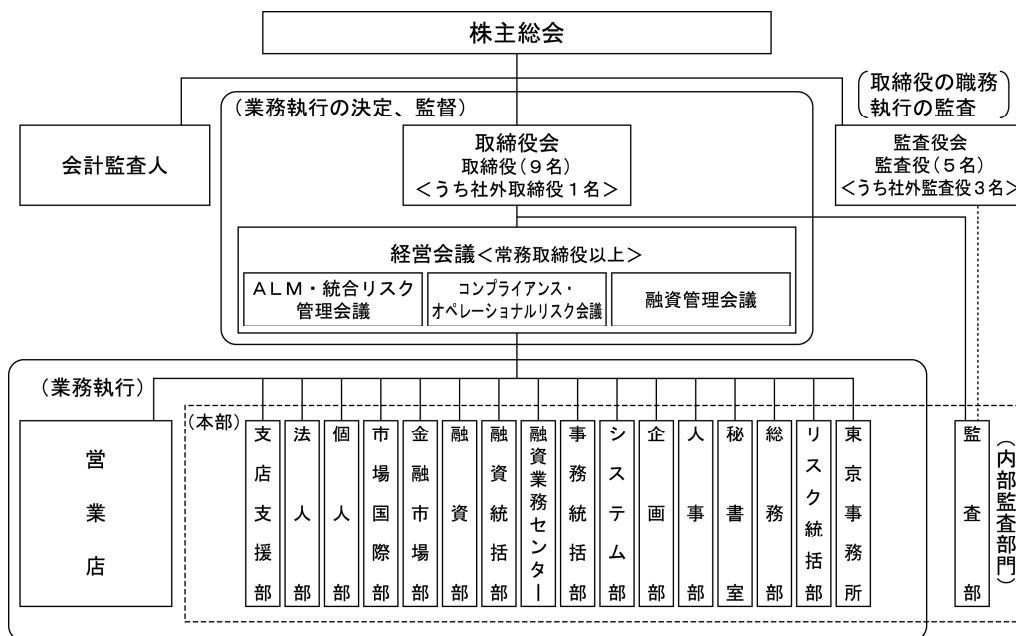 株主総会
(業務執行の決定、監督)
取締役の職務
執行の監査
会計監査人
取締役会
取締役(9名)
<うち社外取締役1名>
監査役会
監査役(5名)
<うち社外監査役3名>
経営会議<常務取締役以上>
ALM・統合リスク
管理会議
コンプライアンス・
オペレーショナルリスク会議
融資管理会議
(業務執行)
(本部)
営業店
支店支援部
法人部
個人部
市場国際部
金融市場部
融資部
融資統括部
融資業務センター
事務統括部
システム部
企画部
人事部
秘書室
総務部
リスク統括部
東京事務所
監査部
(内部監査部門)